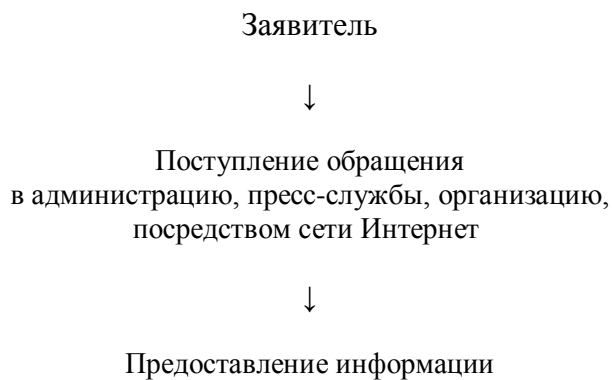 Заявитель
↓
Поступление обращения
в администрацию, пресс-службы, организацию,
посредством сети Интернет
↓
Предоставление информации